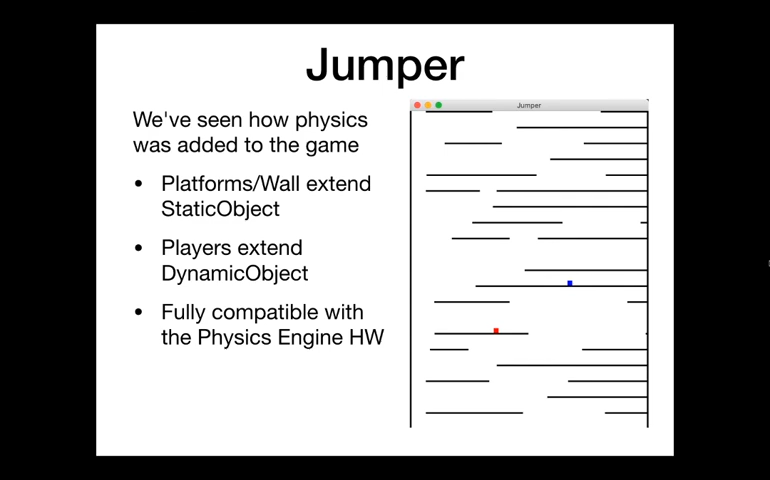 Jumper
We've seen how physics
was added to the game
• Platforms/Wall extend
StaticObject
• Players extend
DynamicObject
• Fully compatible with
the Physics Engine HW
Jumper